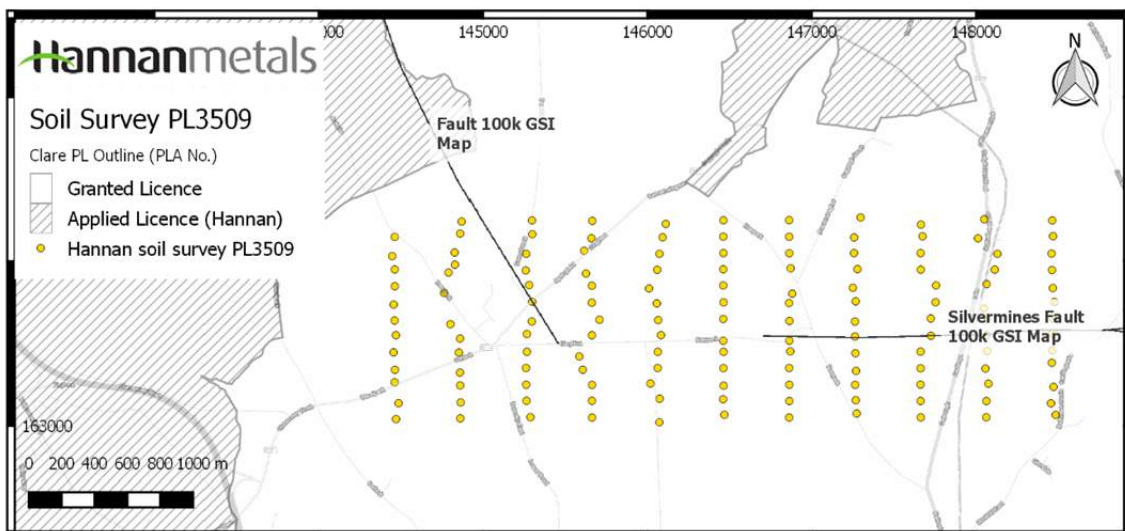 Hannanmetals
Soil Survey PL3509
Clare PL Outline (PLA No.)
Granted Licence
Applied Licence (Hannan)
Hannan soil survey PL3509
000
145000
146000
147000
148000
N
Fault 100k GSI
Map
Silvermines Fault
100k GSI Map
163000
0 200 400 600 800 1000 m